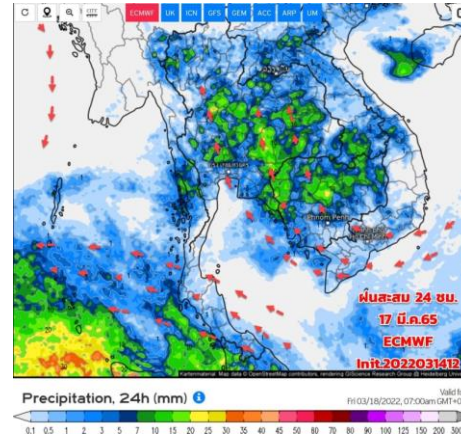 ECMWF UK ICN GFS GEM ACC ARP UM
Phnom Penh
ฝนสะสม 24 ชม.
17 มี.ค.65
ECMWF
Init.2022031412
Precipitation, 24h (mm)
Valid f
Fri 03/18/2022, 07:00am GMT+0
0.1 0.5 1 2 3 5 7 10 15 20 25 30 35 40 45 50 60 70 80 90 100 125 150 200 300